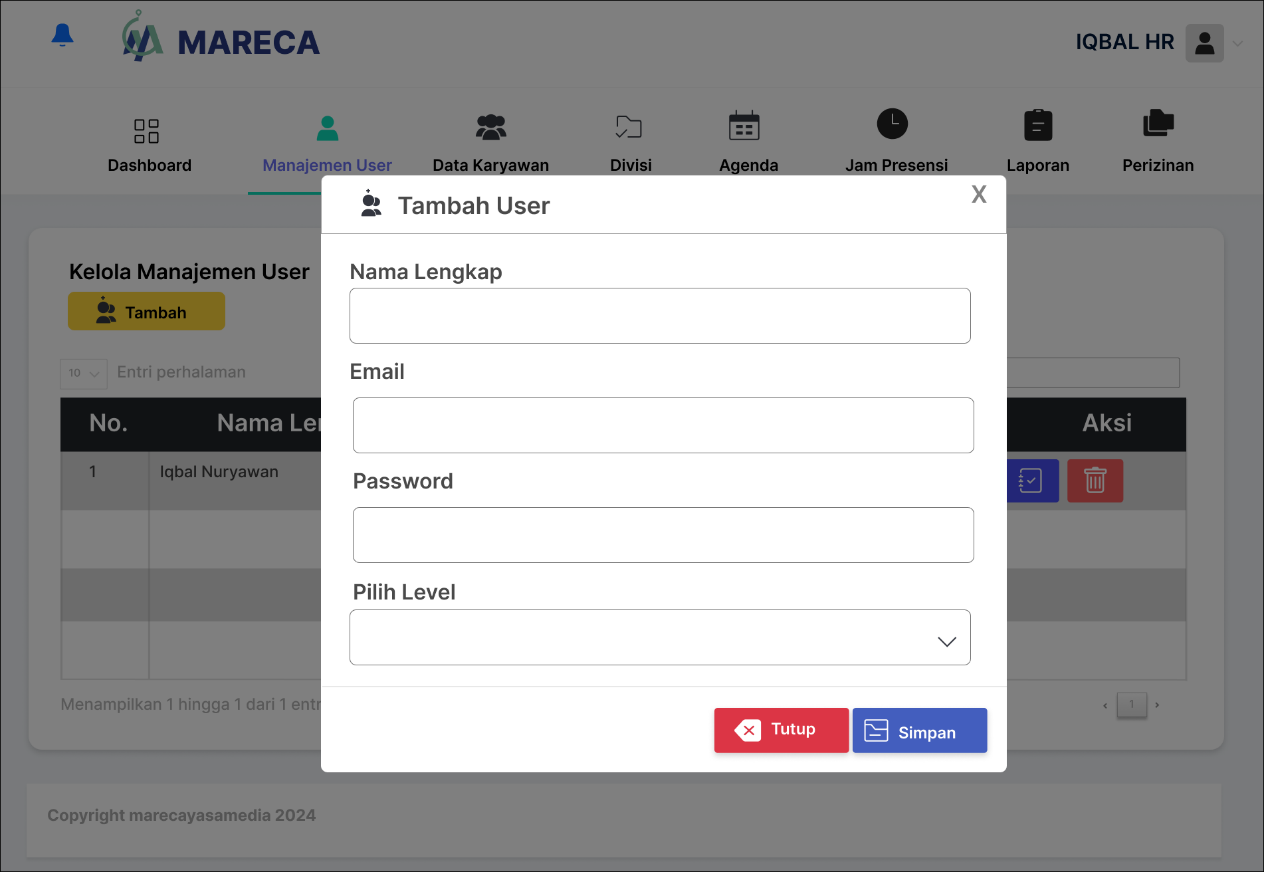 MARECA
IQBAL HR
Dashboard
Manajemen User
Data Karyawan
Divisi
Agenda
Jam Presensi
Laporan
Perizinan
Tambah User
X
Kelola Manajemen User
Tambah
10
Entri perhalaman
No.
Nama Len
Aksi
1
Iqbal Nuryawan
Menampilkan 1 hingga 1 dari 1 entr
‹ 1 ›
Nama Lengkap
Email
Password
Pilih Level
Tutup
Simpan
Copyright marecayasamedia 2024